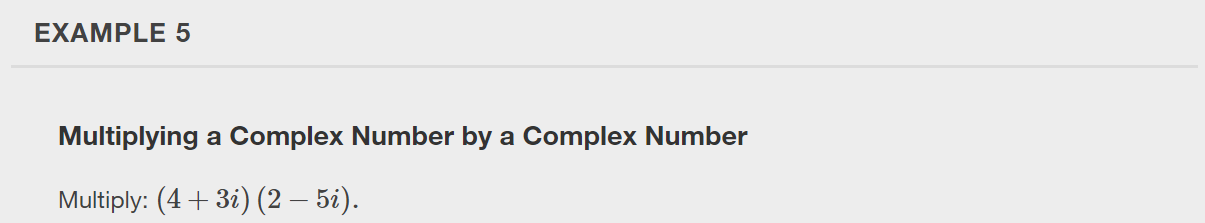 EXAMPLE 5
Multiplying a Complex Number by a Complex Number
Multiply: (4 + 3i) (2 − 5i).